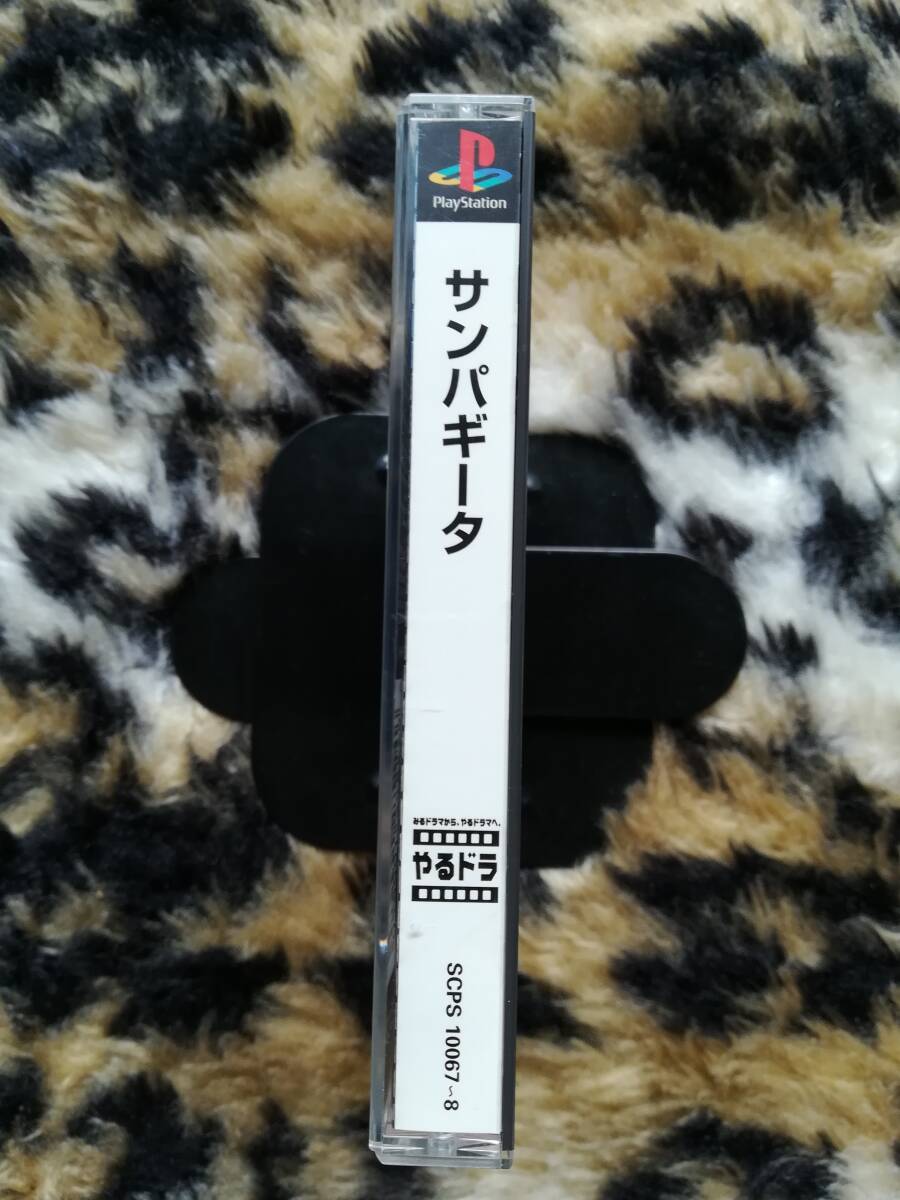 PlayStation
サンパギータ
みるドラマから、やるドラマへ。
やるドラ
SCPS 10067~8